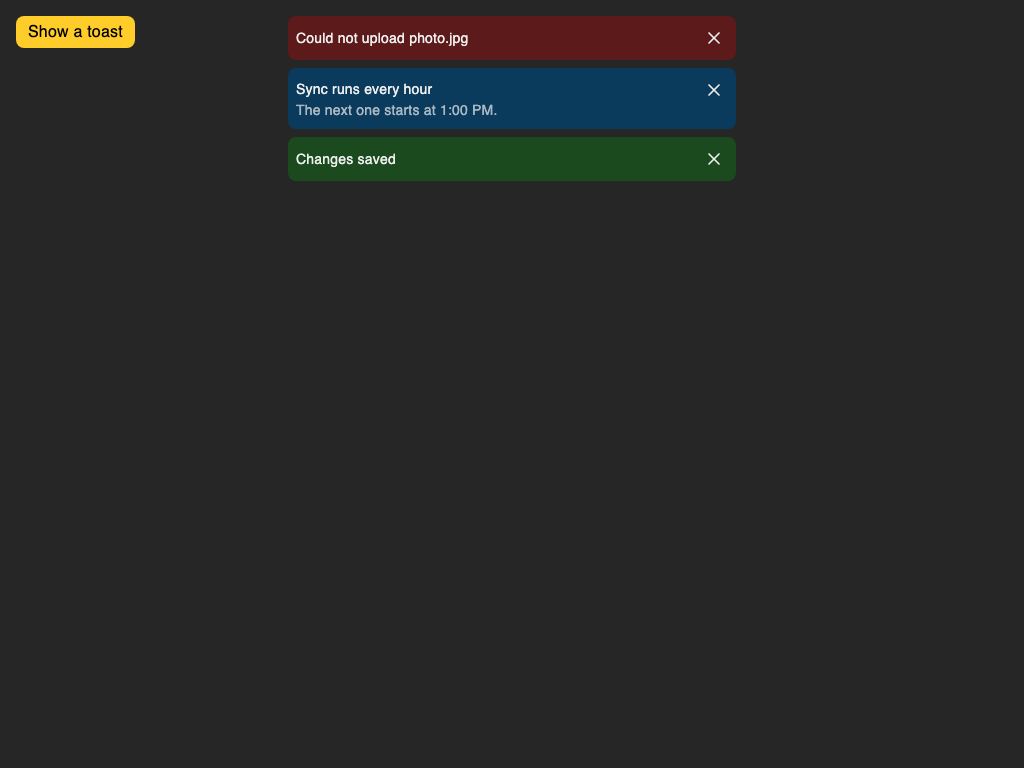 Show a toast
Could not upload photo.jpg
Sync runs every hour
The next one starts at 1:00 PM.
Changes saved